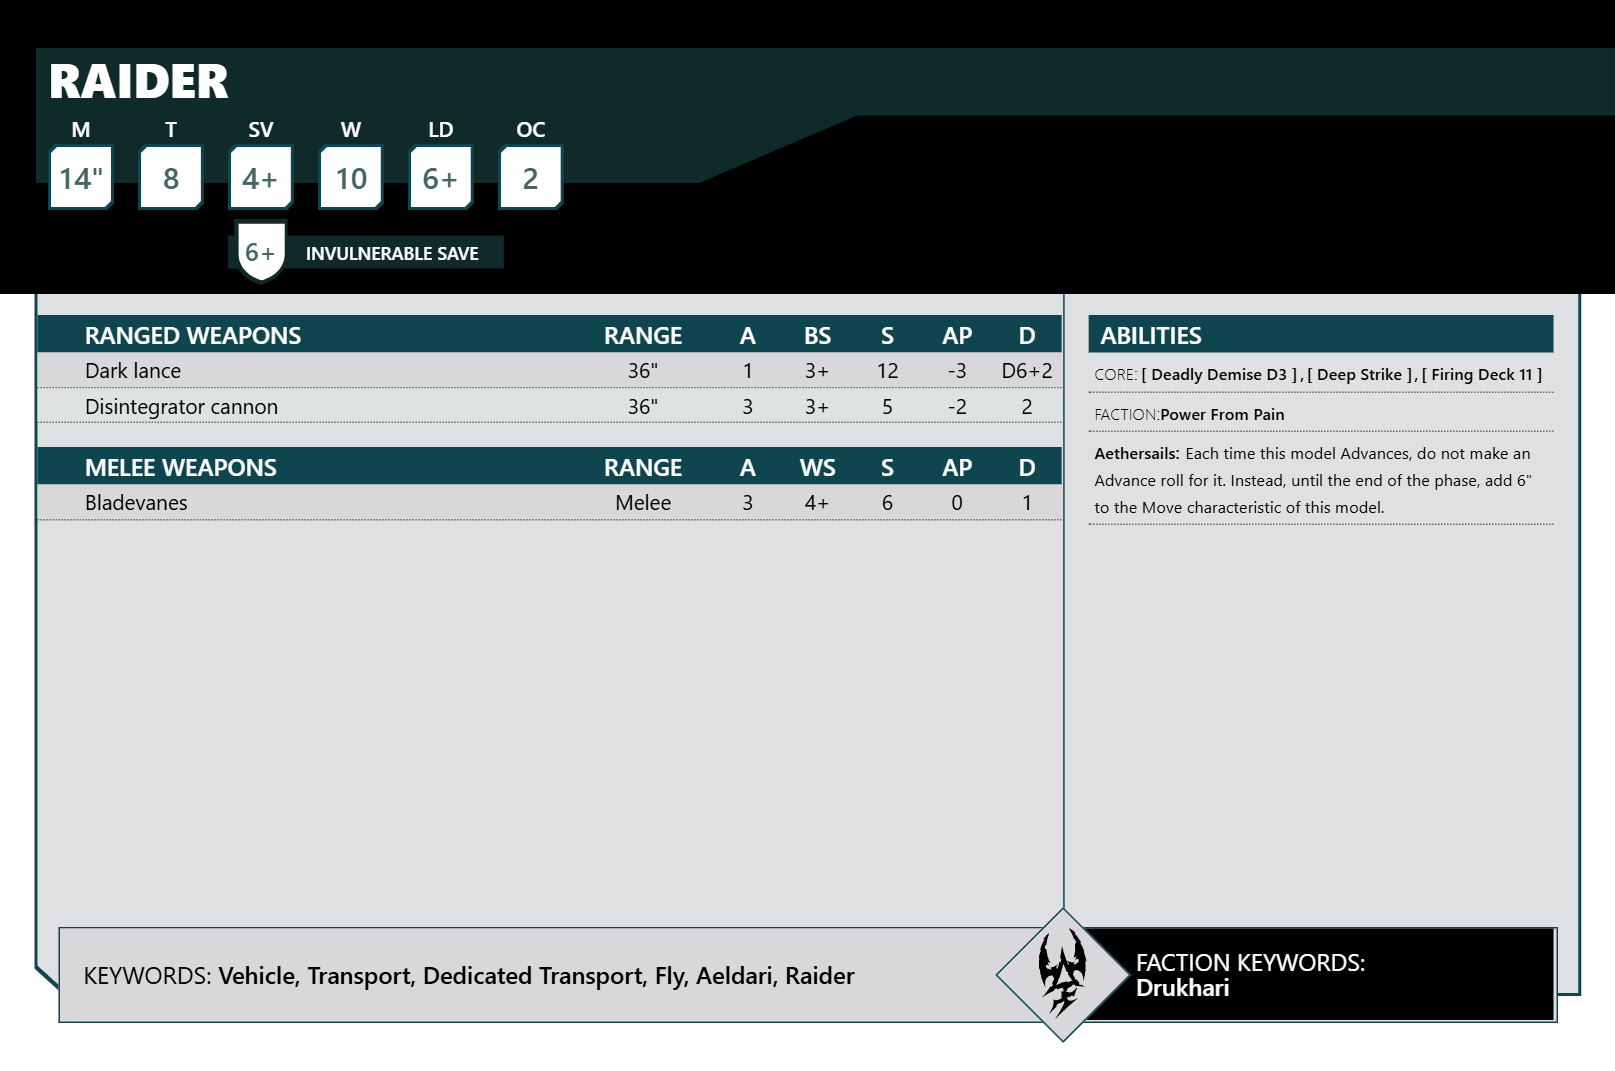 RAIDER
M T SV W LD OC
14" 8 4+ 10 6+ 2
6+ INVULNERABLE SAVE
RANGED WEAPONS RANGE A BS S AP D
Dark lance 36" 1 3+ 12 -3 D6+2
Disintegrator cannon 36" 3 3+ 5 -2 2
MELEE WEAPONS RANGE A WS S AP D
Bladevanes Melee 3 4+ 6 0 1
ABILITIES
CORE: [ Deadly Demise D3 ] , [ Deep Strike ] , [ Firing Deck 11 ]
FACTION:Power From Pain
Aethersails: Each time this model Advances, do not make an
Advance roll for it. Instead, until the end of the phase, add 6"
to the Move characteristic of this model.
KEYWORDS: Vehicle, Transport, Dedicated Transport, Fly, Aeldari, Raider
FACTION KEYWORDS:
Drukhari